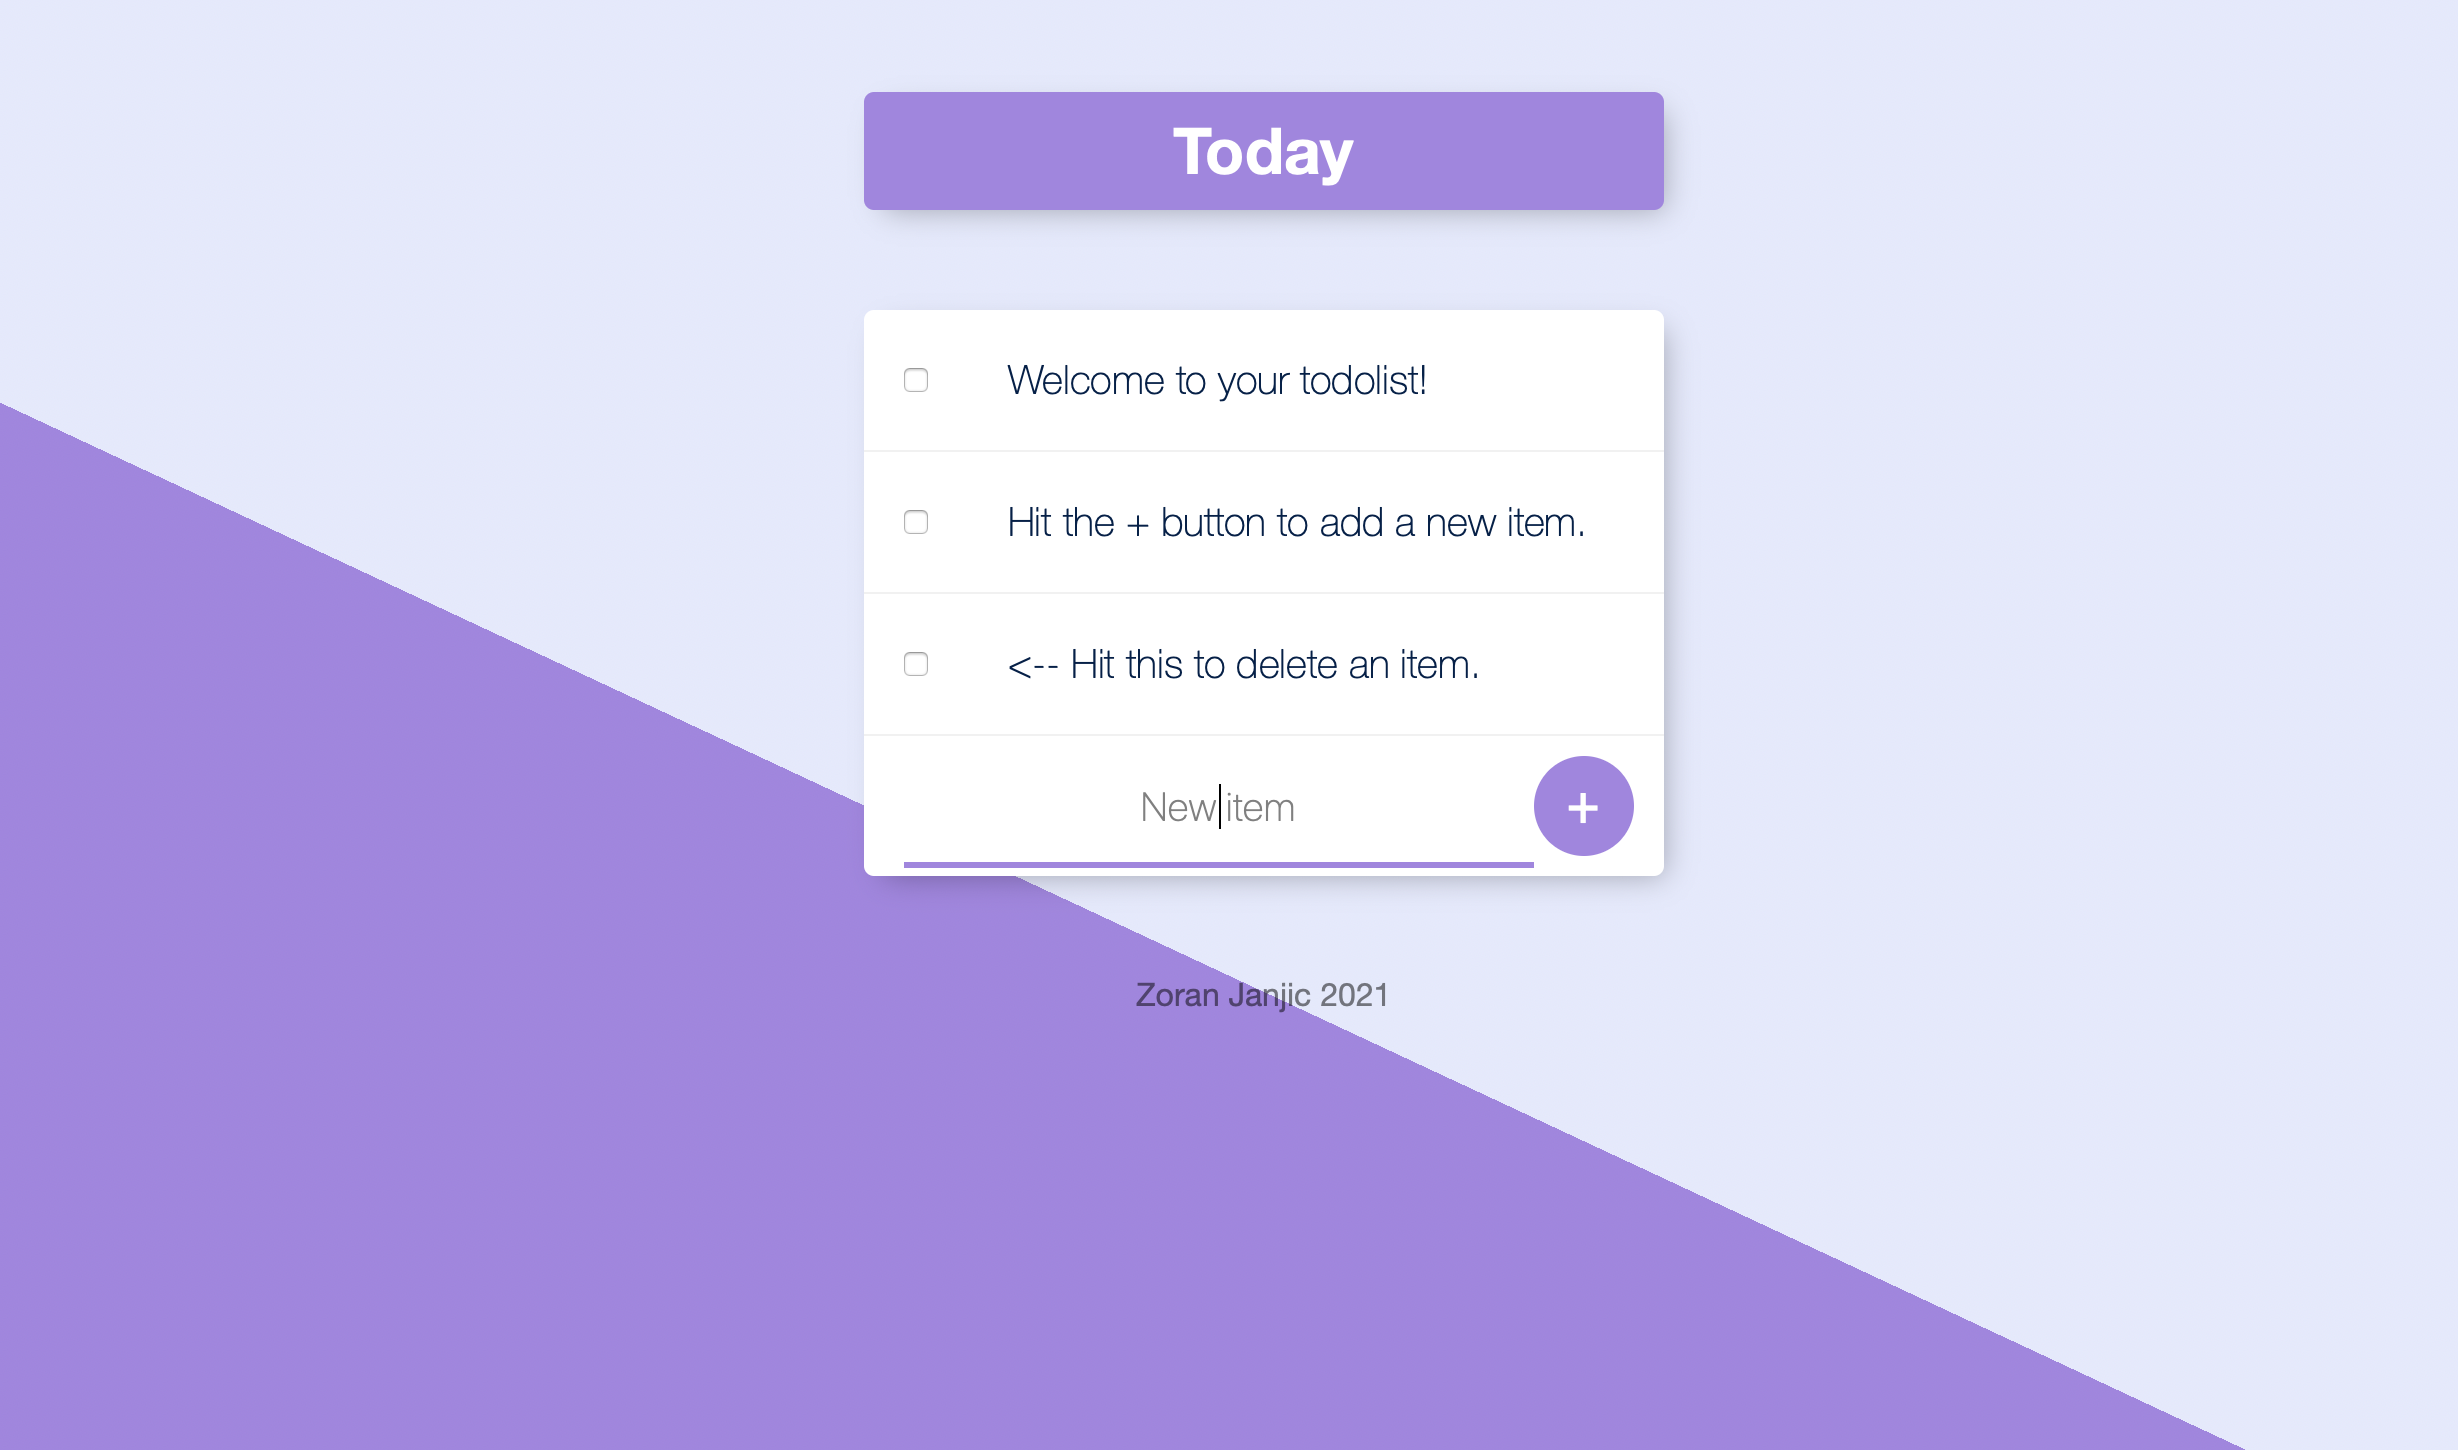 Today
Welcome to your todolist!
Hit the + button to add a new item.
<-- Hit this to delete an item.
New item
+
Zoran Janjic 2021